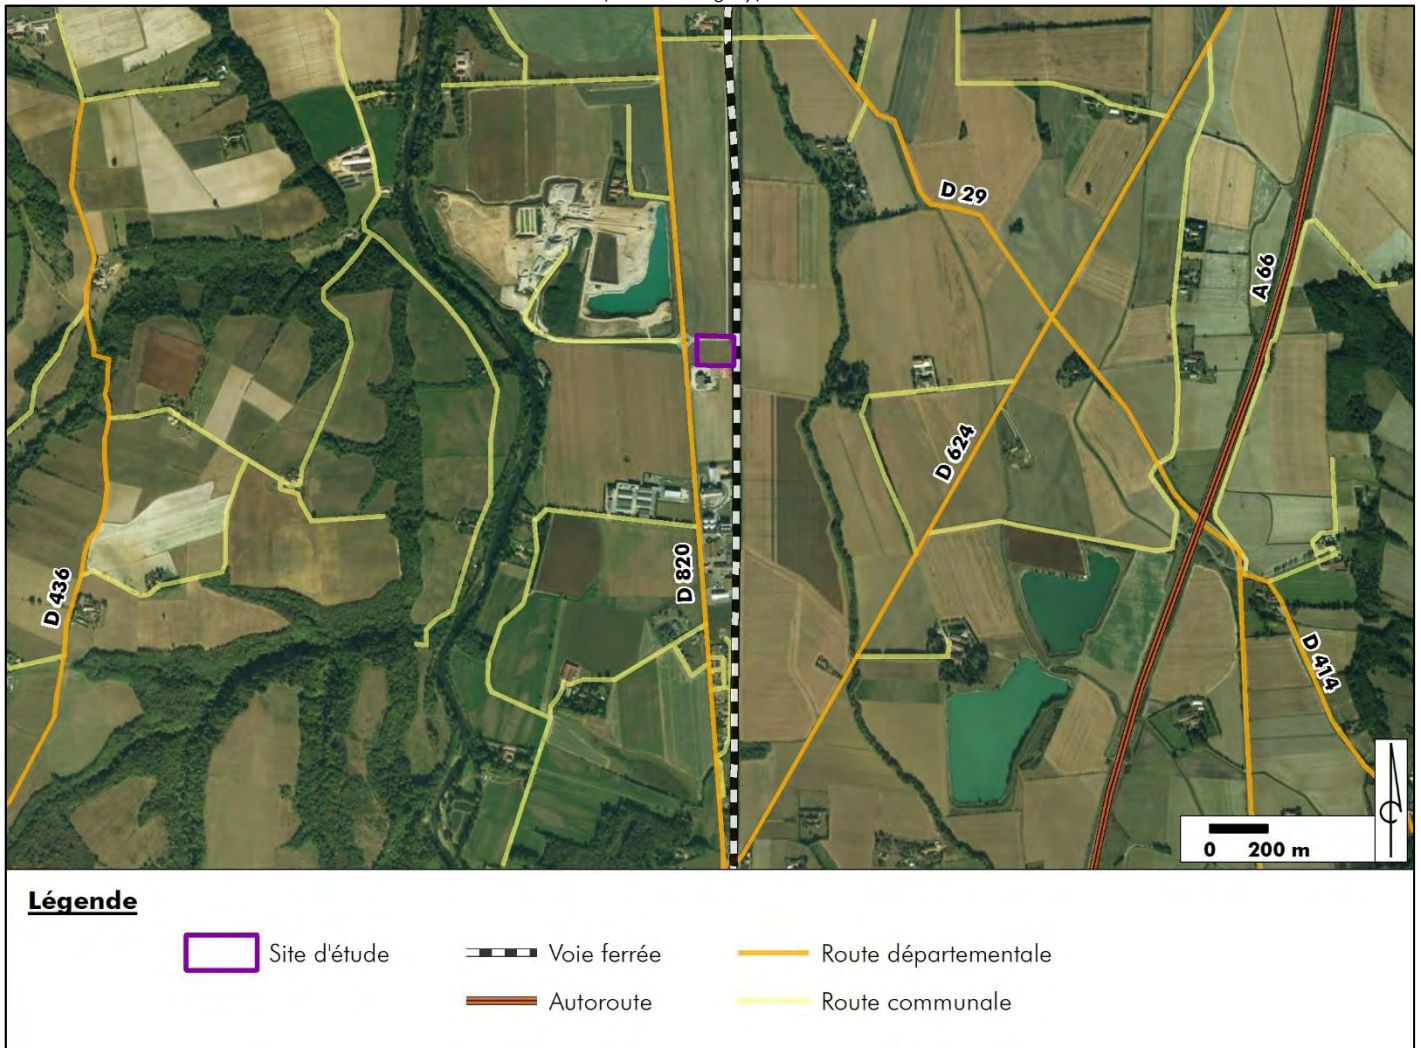 D 29
A 66
D 624
D 820
D 436
D 414
0 200 m
Légende
Site d'étude
Voie ferrée
Route départementale
Autoroute
Route communale